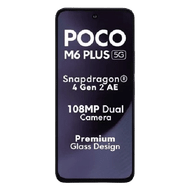 POCO
M6 PLUS 5G
Snapdragon®
4 Gen 2 AE
108MP Dual
Camera
Premium
Glass Design